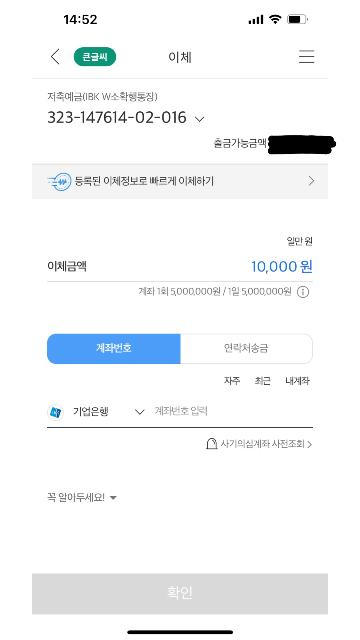 14:52
큰글씨
이체
저축예금(IBK W소확행통장)
323-147614-02-016
출금가능금액
등록된 이체정보로 빠르게 이체하기
일만 원
이체금액 10,000 원
계좌 1회 5,000,000원 / 1일 5,000,000원
계좌번호 연락처송금
자주 최근 내계좌
기업은행 계좌번호 입력
사기의심계좌 사전조회
꼭 알아두세요!
확인